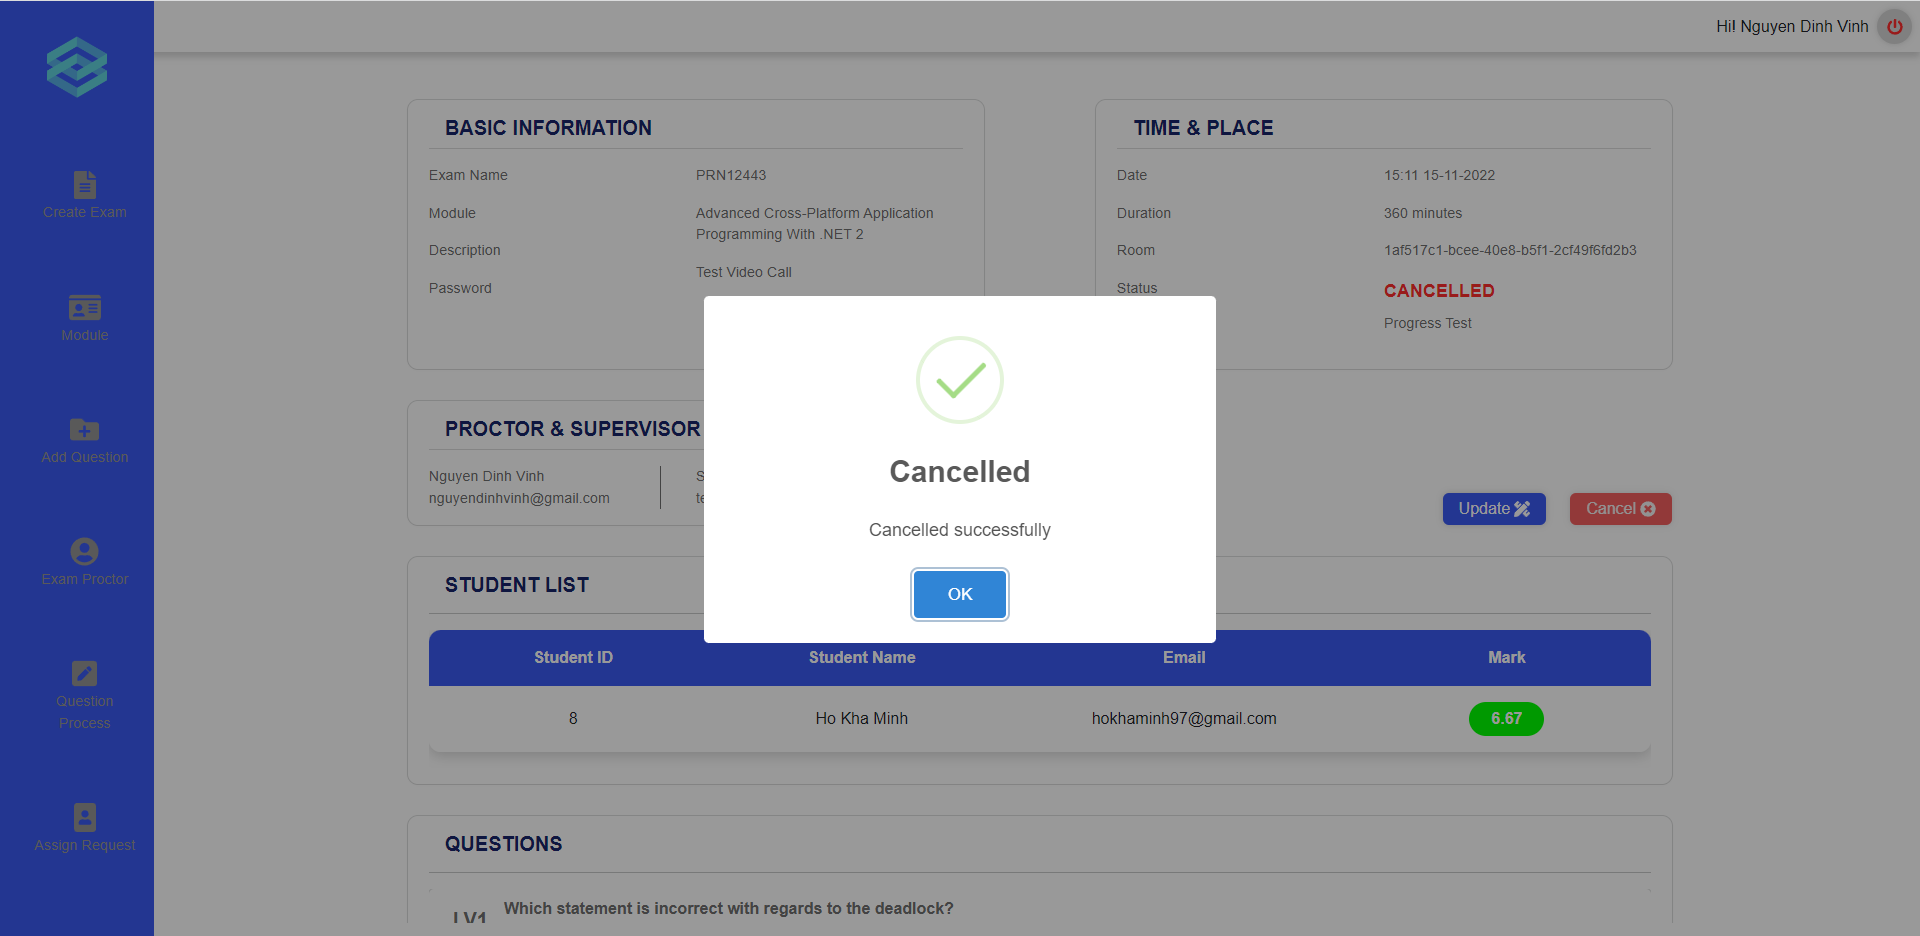 Hi! Nguyen Dinh Vinh
Create Exam
Module
Add Question
Exam Proctor
Question
Process
Assign Request
BASIC INFORMATION
Exam Name
PRN12443
Module
Advanced Cross-Platform Application
Programming With .NET 2
Description
Test Video Call
Password
TIME & PLACE
Date
15:11 15-11-2022
Duration
360 minutes
Room
1af517c1-bcee-40e8-b5f1-2cf49f6fd2b3
Status
CANCELLED
Progress Test
PROCTOR & SUPERVISOR
Nguyen Dinh Vinh
nguyendinhvinh@gmail.com
Update
Cancel
Cancelled
Cancelled successfully
OK
STUDENT LIST
Student ID Student Name Email Mark
8 Ho Kha Minh hokhaminh97@gmail.com 6.67
QUESTIONS
LV1
Which statement is incorrect with regards to the deadlock?